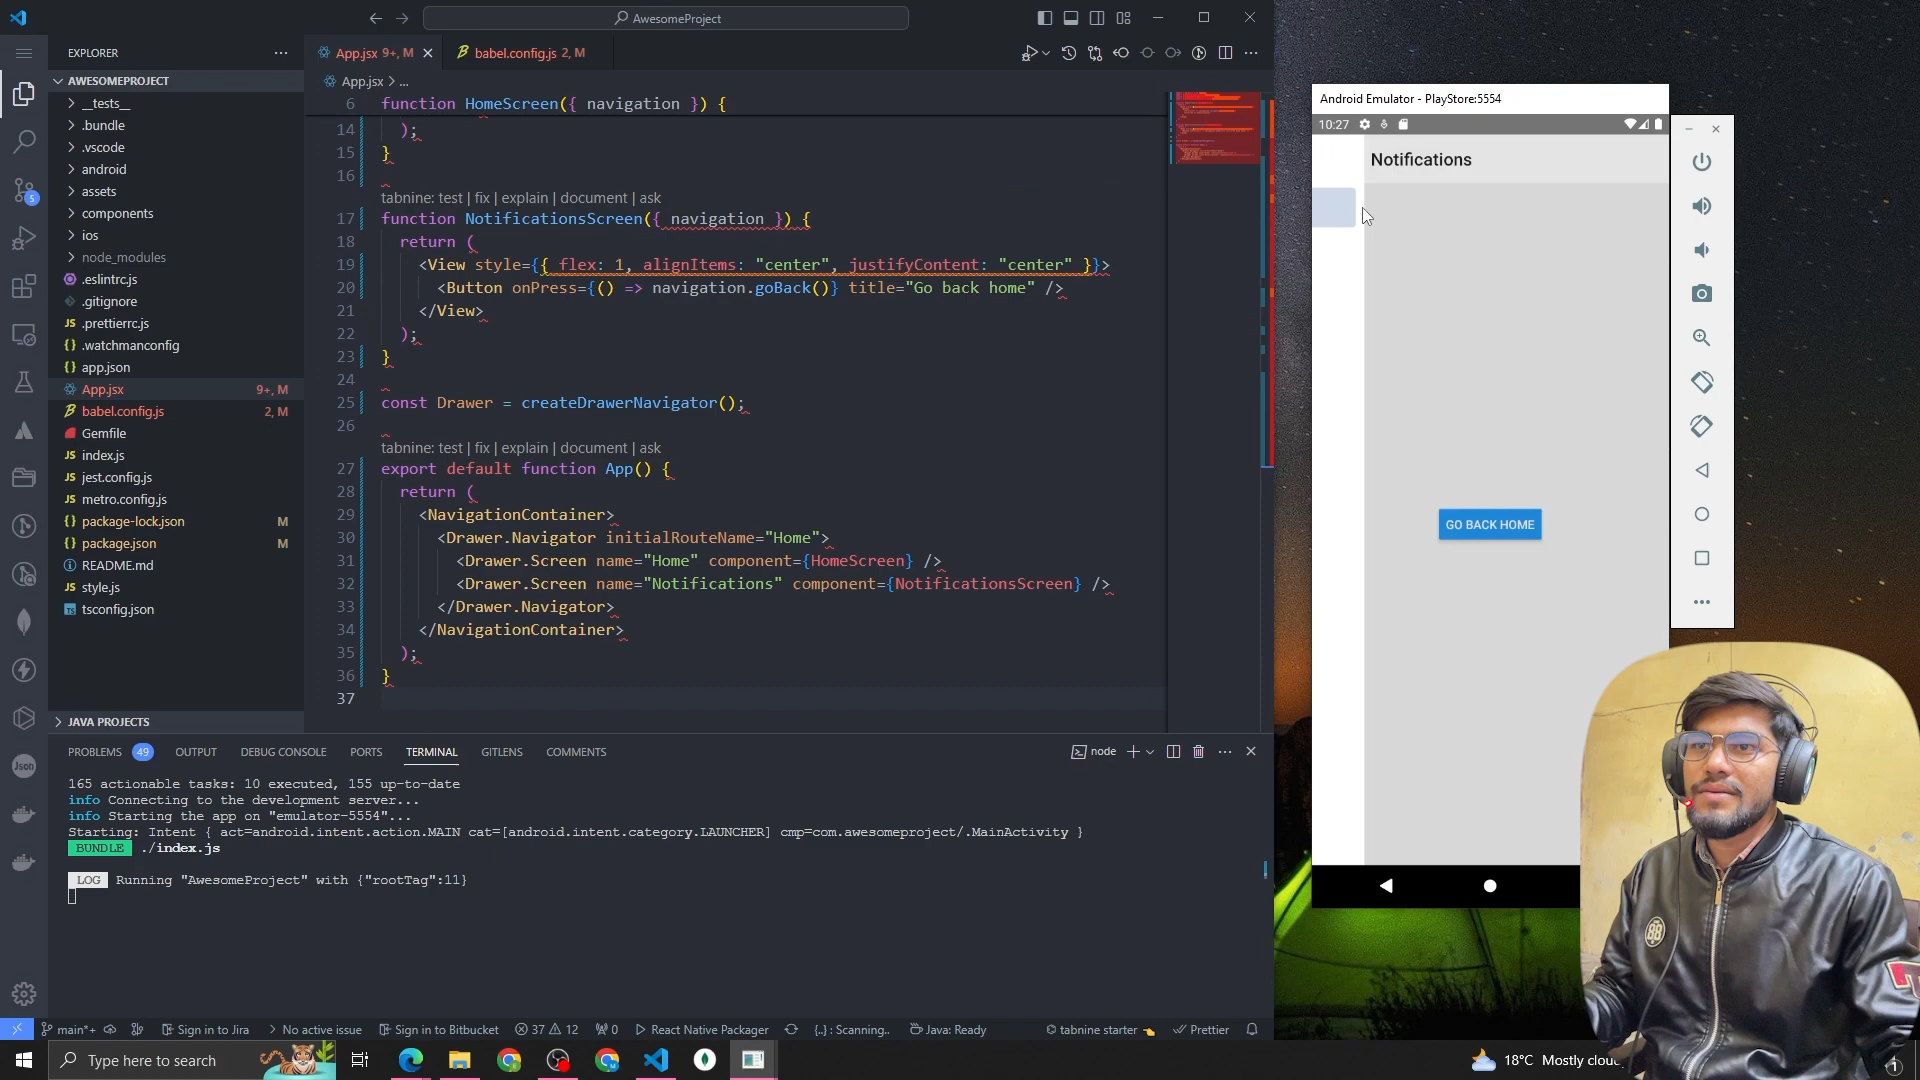 AwesomeProject
EXPLORER
App.jsx 9+, M
babel.config.js 2, M
AWESOMEPROJECT
App.jsx > ...
__tests__
.bundle
.vscode
android
assets
components
ios
node_modules
.eslintrc.js
.gitignore
JS .prettierrc.js
{} .watchmanconfig
{} app.json
App.jsx 9+, M
babel.config.js 2, M
Gemfile
JS index.js
JS jest.config.js
JS metro.config.js
{} package-lock.json M
{} package.json M
README.md
JS style.js
TS tsconfig.json
JAVA PROJECTS
6 function HomeScreen({ navigation }) {
14 );
15 }
16
tabnine: test | fix | explain | document | ask
17 function NotificationsScreen({ navigation }) {
18 return (
19 <View style={{ flex: 1, alignItems: "center", justifyContent: "center" }}>
20 <Button onPress={() => navigation.goBack()} title="Go back home" />
21 </View>
22 );
23 }
24
25 const Drawer = createDrawerNavigator();
26
tabnine: test | fix | explain | document | ask
27 export default function App() {
28 return (
29 <NavigationContainer>
30 <Drawer.Navigator initialRouteName="Home">
31 <Drawer.Screen name="Home" component={HomeScreen} />
32 <Drawer.Screen name="Notifications" component={NotificationsScreen} />
33 </Drawer.Navigator>
34 </NavigationContainer>
35 );
36 }
37
PROBLEMS 49 OUTPUT DEBUG CONSOLE PORTS TERMINAL GITLENS COMMENTS
node
165 actionable tasks: 10 executed, 155 up-to-date
info Connecting to the development server...
info Starting the app on "emulator-5554"...
Starting: Intent { act=android.intent.action.MAIN cat=[android.intent.category.LAUNCHER] cmp=com.awesomeproject/.MainActivity }
BUNDLE ./index.js
LOG Running "AwesomeProject" with {"rootTag":11}
main*+ Sign in to Jira No active issue Sign in to Bitbucket 37 12 0 React Native Packager {..} : Scanning.. Java: Ready tabnine starter Prettier
Type here to search
18°C Mostly
1
Android Emulator - PlayStore:5554
10:27
Notifications
GO BACK HOME
5
Json
88